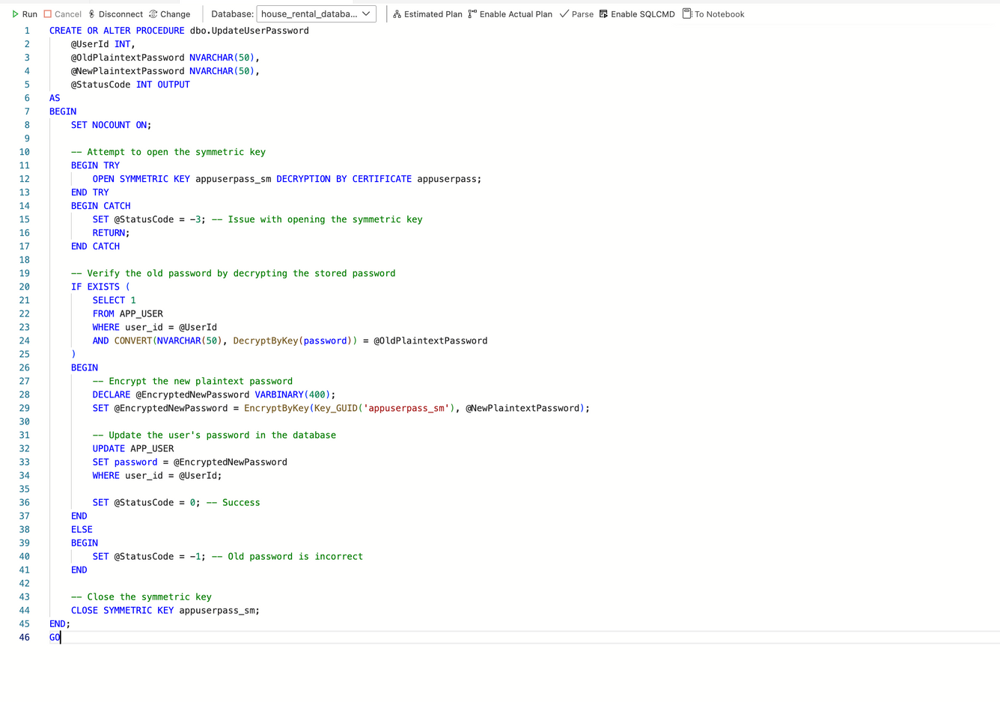 Run Cancel Disconnect Change Database: house_rental_databa... Estimated Plan Enable Actual Plan Parse Enable SQLCMD To Notebook
1 CREATE OR ALTER PROCEDURE dbo.UpdateUserPassword
2 @UserId INT,
3 @OldPlaintextPassword NVARCHAR(50),
4 @NewPlaintextPassword NVARCHAR(50),
5 @StatusCode INT OUTPUT
6 AS
7 BEGIN
8 SET NOCOUNT ON;
9
10 -- Attempt to open the symmetric key
11 BEGIN TRY
12 OPEN SYMMETRIC KEY appuserpass_sm DECRYPTION BY CERTIFICATE appuserpass;
13 END TRY
14 BEGIN CATCH
15 SET @StatusCode = -3; -- Issue with opening the symmetric key
16 RETURN;
17 END CATCH
18
19 -- Verify the old password by decrypting the stored password
20 IF EXISTS (
21 SELECT 1
22 FROM APP_USER
23 WHERE user_id = @UserId
24 AND CONVERT(NVARCHAR(50), DecryptByKey(password)) = @OldPlaintextPassword
25 )
26 BEGIN
27 -- Encrypt the new plaintext password
28 DECLARE @EncryptedNewPassword VARBINARY(400);
29 SET @EncryptedNewPassword = EncryptByKey(Key_GUID('appuserpass_sm'), @NewPlaintextPassword);
30
31 -- Update the user's password in the database
32 UPDATE APP_USER
33 SET password = @EncryptedNewPassword
34 WHERE user_id = @UserId;
35
36 SET @StatusCode = 0; -- Success
37 END
38 ELSE
39 BEGIN
40 SET @StatusCode = -1; -- Old password is incorrect
41 END
42
43 -- Close the symmetric key
44 CLOSE SYMMETRIC KEY appuserpass_sm;
45 END;
46 GO